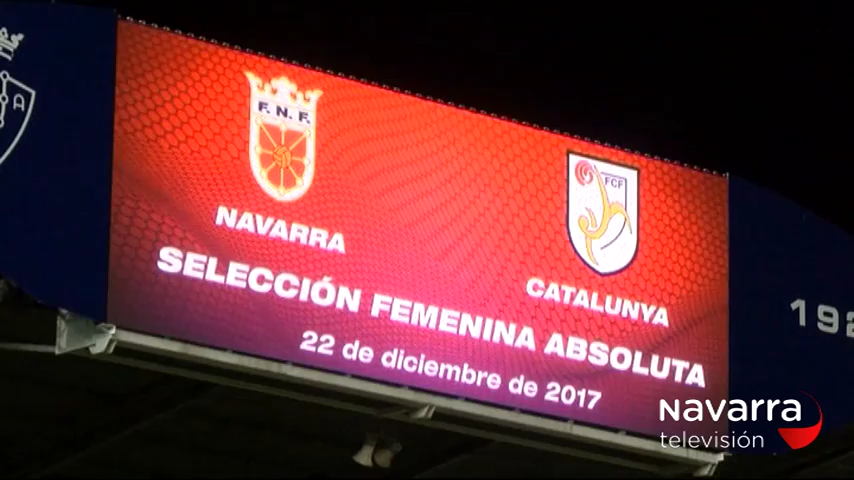 F. N. F.
FCF
NAVARRA
CATALUNYA
SELECCIÓN FEMENINA ABSOLUTA
22 de diciembre de 2017
A
192
Navarra
televisión